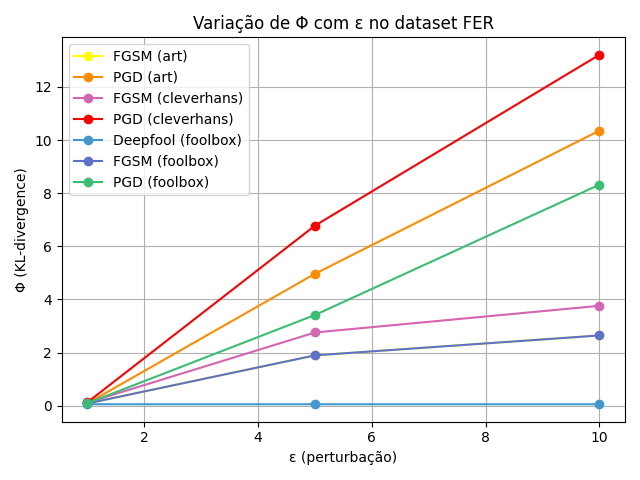 Variação de Φ com ε no dataset FER
FGSM (art)
PGD (art)
FGSM (cleverhans)
PGD (cleverhans)
Deepfool (foolbox)
FGSM (foolbox)
PGD (foolbox)
Φ (KL-divergence)
12
10
8
6
4
2
0
2
4
6
8
10
ε (perturbação)